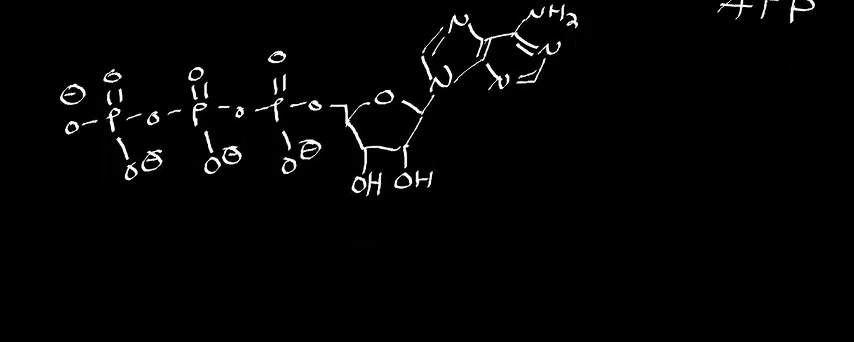 ATP
NH2
N
N
O O O N N
⊖
O-P-O-P-O-P-O O
O⊖ O⊖ O⊖
OH OH